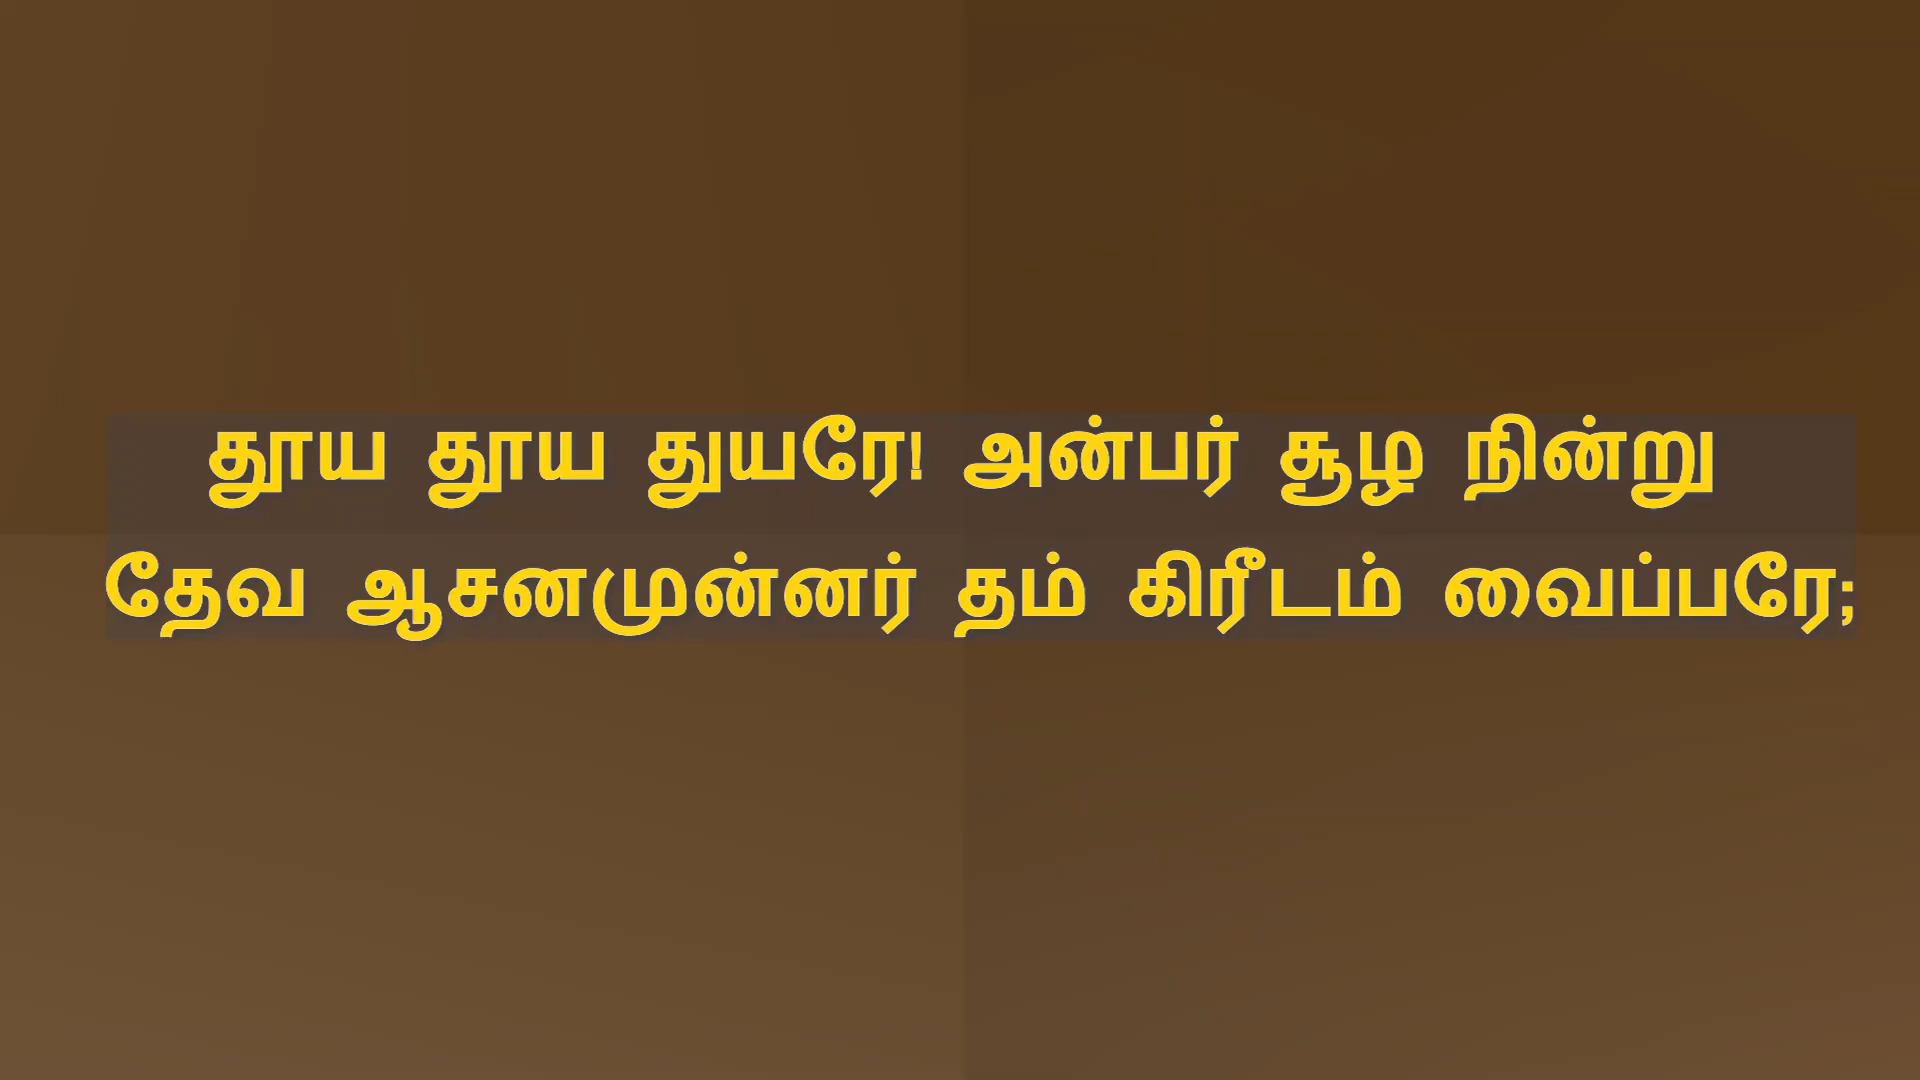 தூய தூய துயரே! அன்பர் சூழ நின்று
தேவ ஆசனமுன்னர் தம் கிரீடம் வைப்பரே;